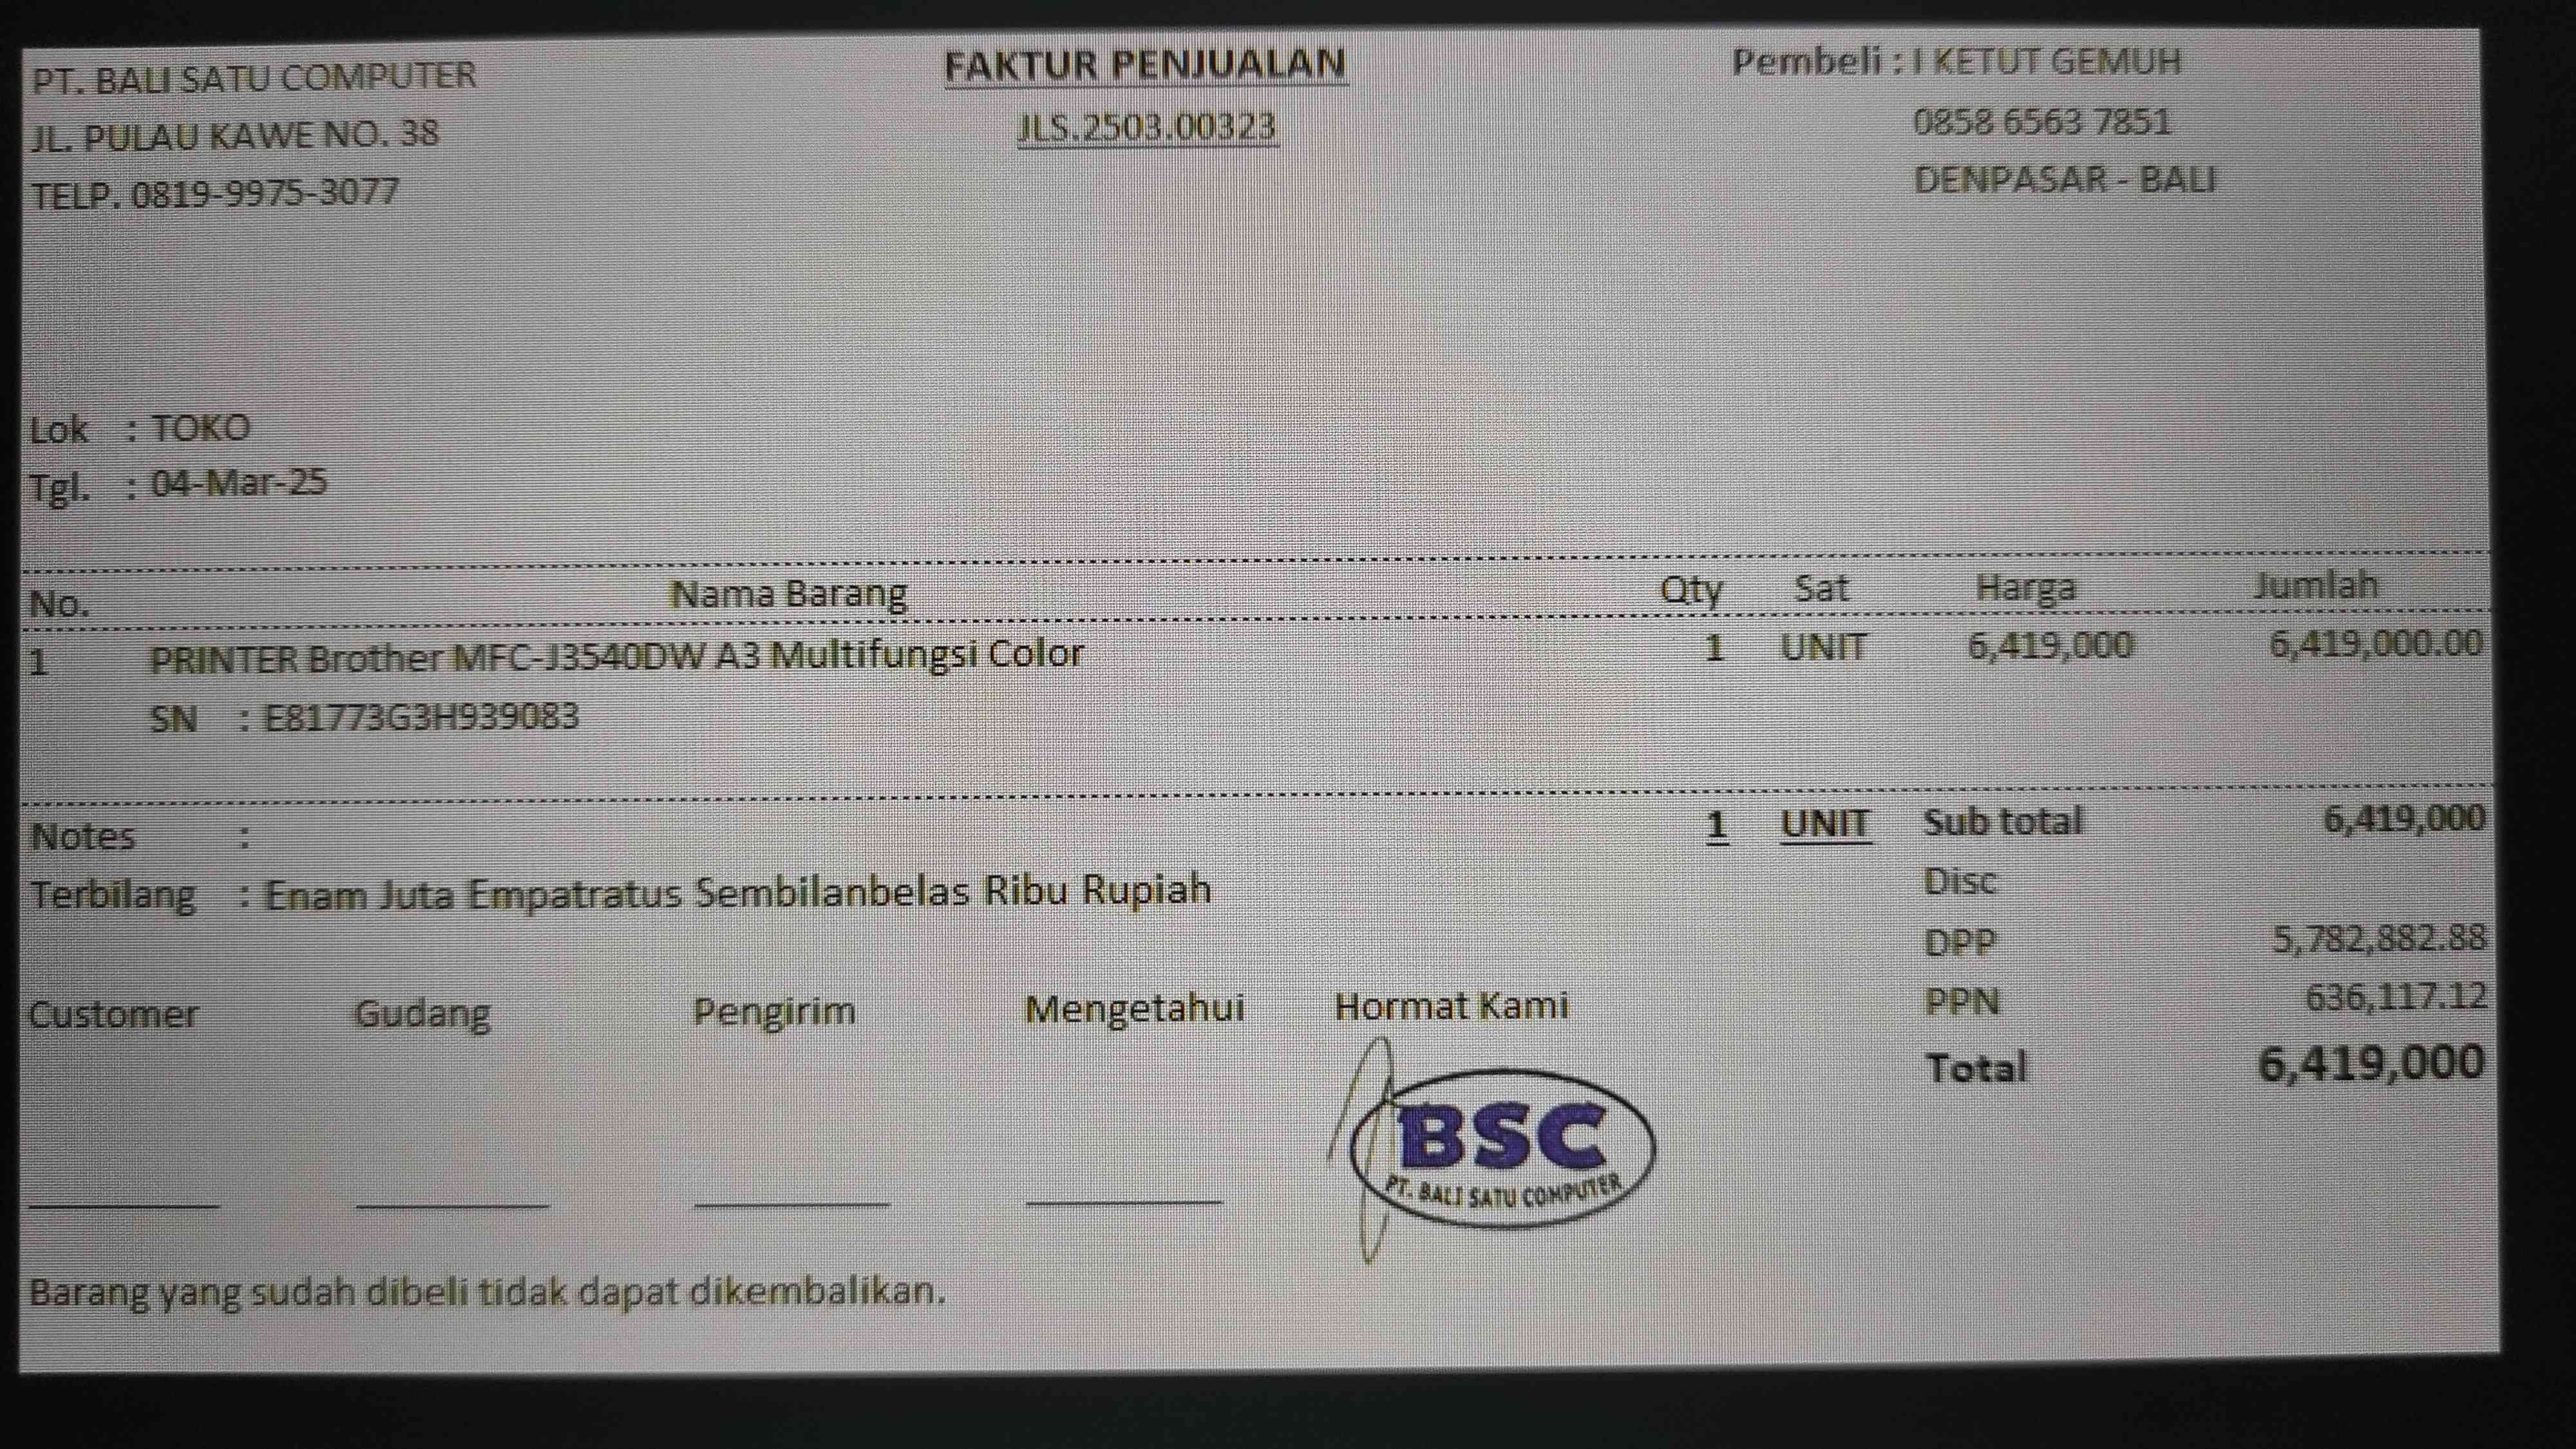 PT. BALI SATU COMPUTER
JL. PULAU KAWE NO. 38
TELP. 0819-9975-3077
FAKTUR PENJUALAN
JLS.2503.00323
Pembeli : I KETUT GEMUH
0858 6563 7851
DENPASAR - BALI
Lok : TOKO
Tgl. : 04-Mar-25
No. Nama Barang Qty Sat Harga Jumlah
1 PRINTER Brother MFC-J3540DW A3 Multifungsi Color 1 UNIT 6,419,000 6,419,000.00
SN : E81773G3H939083
Notes : 1 UNIT Sub total 6,419,000
Terbilang : Enam Juta Empatratus Sembilanbelas Ribu Rupiah
Disc
DPP 5,782,882.88
PPN 636,117.12
Total 6,419,000
Customer Gudang Pengirim Mengetahui Hormat Kami
BSC
PT. BALI SATU COMPUTER
Barang yang sudah dibeli tidak dapat dikembalikan.